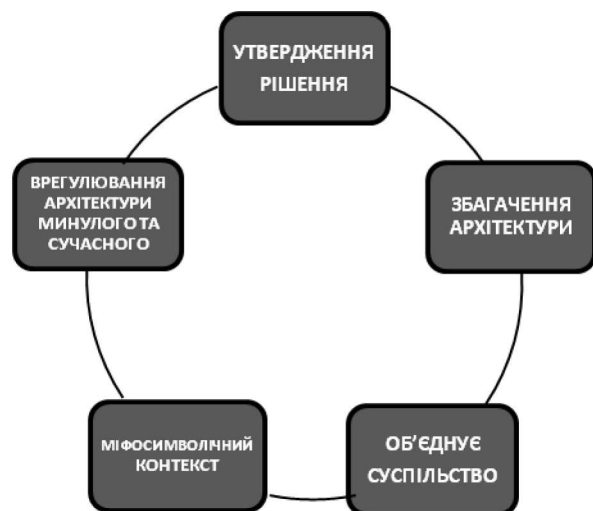 УТВЕРДЖЕННЯ
РІШЕННЯ
ЗБАГАЧЕННЯ
АРХІТЕКТУРИ
ОБ’ЄДНУЄ
СУСПІЛЬСТВО
МІФОСИМВОЛІЧНИЙ
КОНТЕКСТ
ВРЕГУЛЮВАННЯ
АРХІТЕКТУРИ
МИНУЛОГО ТА
СУЧАСНОГО